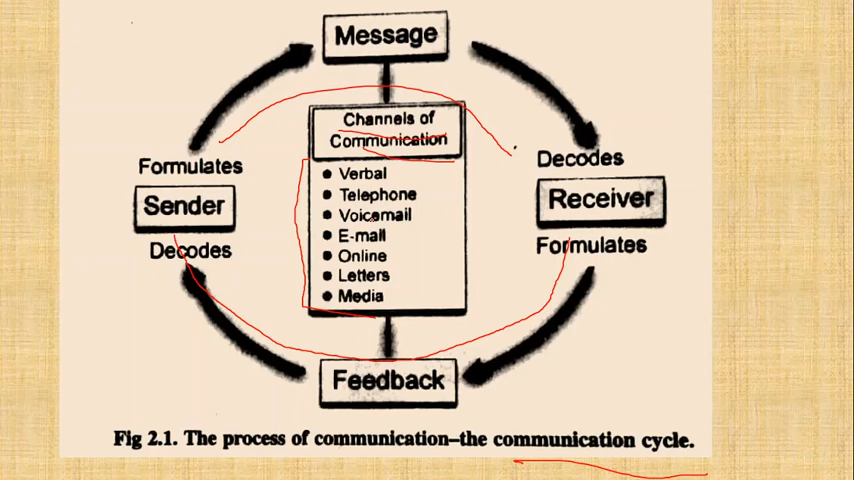 Message
Channels of
Communication
Formulates
Sender
Decodes
Verbal
Telephone
Voicemail
E-mail
Online
Letters
Media
Decodes
Receiver
Formulates
Feedback
Fig 2.1. The process of communication–the communication cycle.